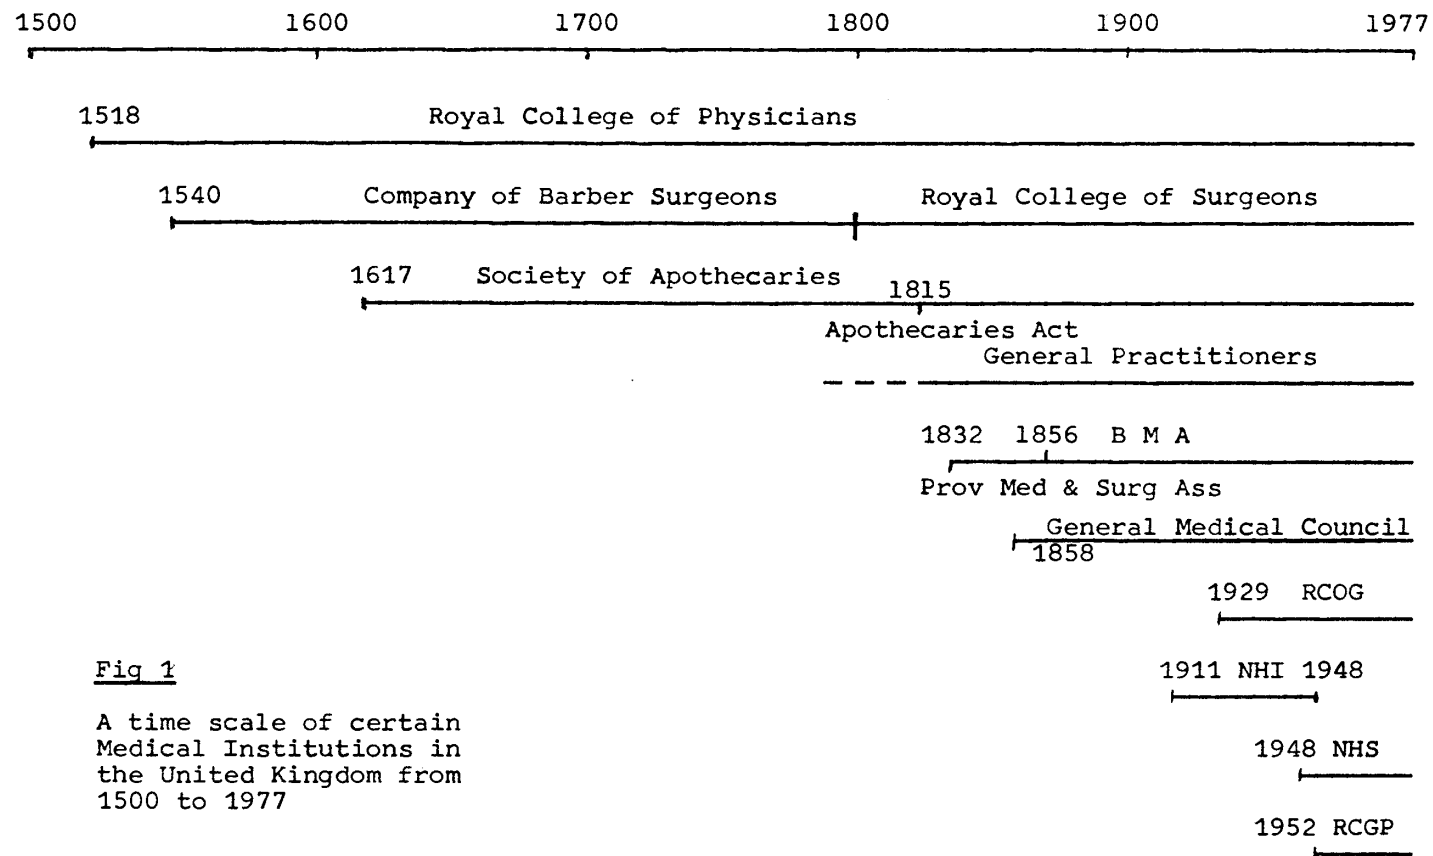 1500 1600 1700 1800 1900 1977
1518 Royal College of Physicians
1540 Company of Barber Surgeons Royal College of Surgeons
1617 Society of Apothecaries
1815
Apothecaries Act
General Practitioners
1832 1856 B M A
Prov Med & Surg Ass
General Medical Council
1858
1929 RCOG
1911 NHI 1948
1948 NHS
1952 RCGP
Fig 1
A time scale of certain
Medical Institutions in
the United Kingdom from
1500 to 1977